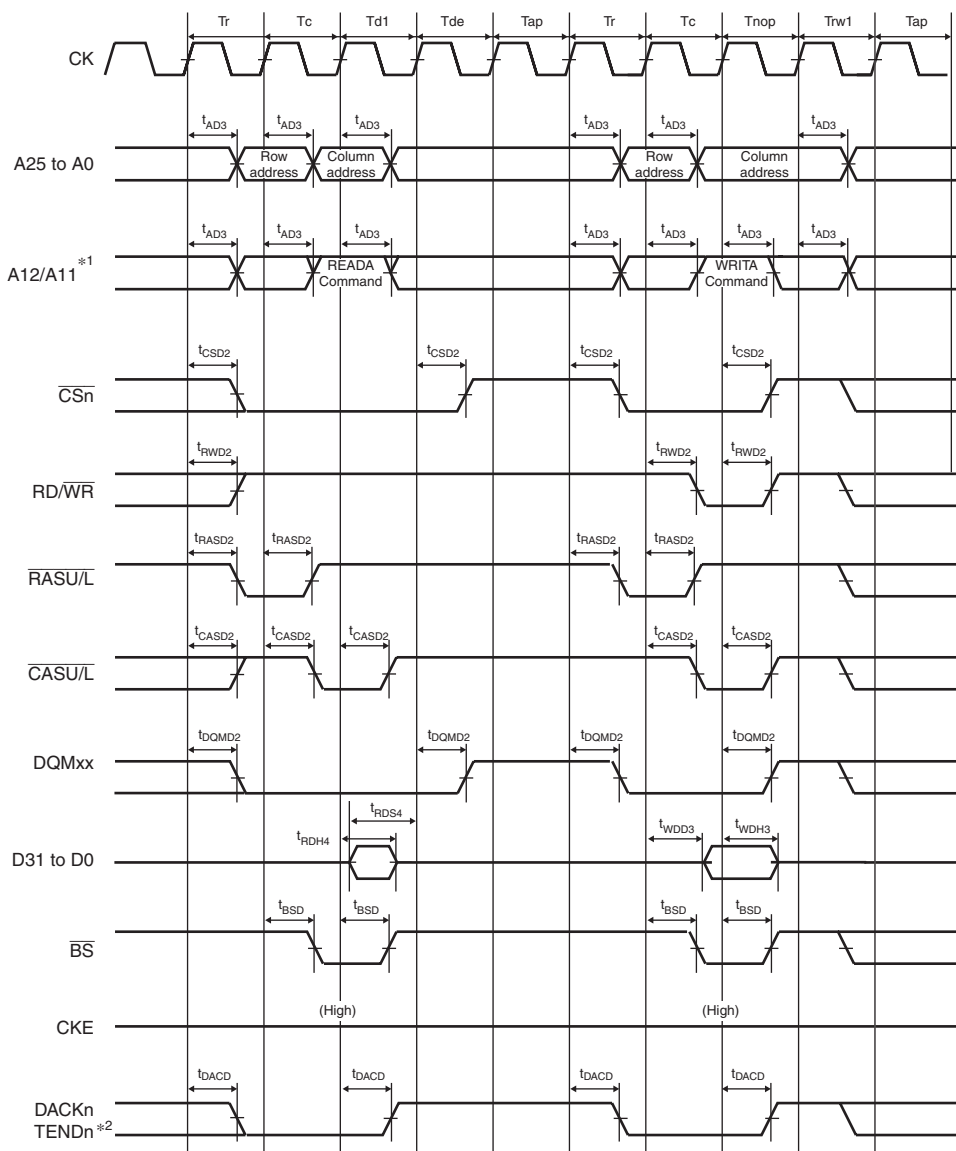 Tr Tc Td1 Tde Tap Tr Tc Tnop Trw1 Tap
CK
tAD3 tAD3 tAD3 tAD3 tAD3 tAD3
A25 to A0
Row address
Column address
Row address
Column address
tAD3 tAD3 tAD3 tAD3 tAD3 tAD3 tAD3
A12/A11*1
READA Command
WRITA Command
tCSD2 tCSD2 tCSD2 tCSD2
CSn
tRWD2 tRWD2 tRWD2
RD/WR
tRASD2 tRASD2 tRASD2 tRASD2
RASU/L
tCASD2 tCASD2 tCASD2 tCASD2 tCASD2
CASU/L
tDQMD2 tDQMD2 tDQMD2 tDQMD2
DQMxx
tRDS4
tRDH4 tWDD3 tWDH3
D31 to D0
tBSD tBSD tBSD tBSD
BS
(High) (High)
CKE
tDACD tDACD tDACD tDACD
DACKn
TENDn*2